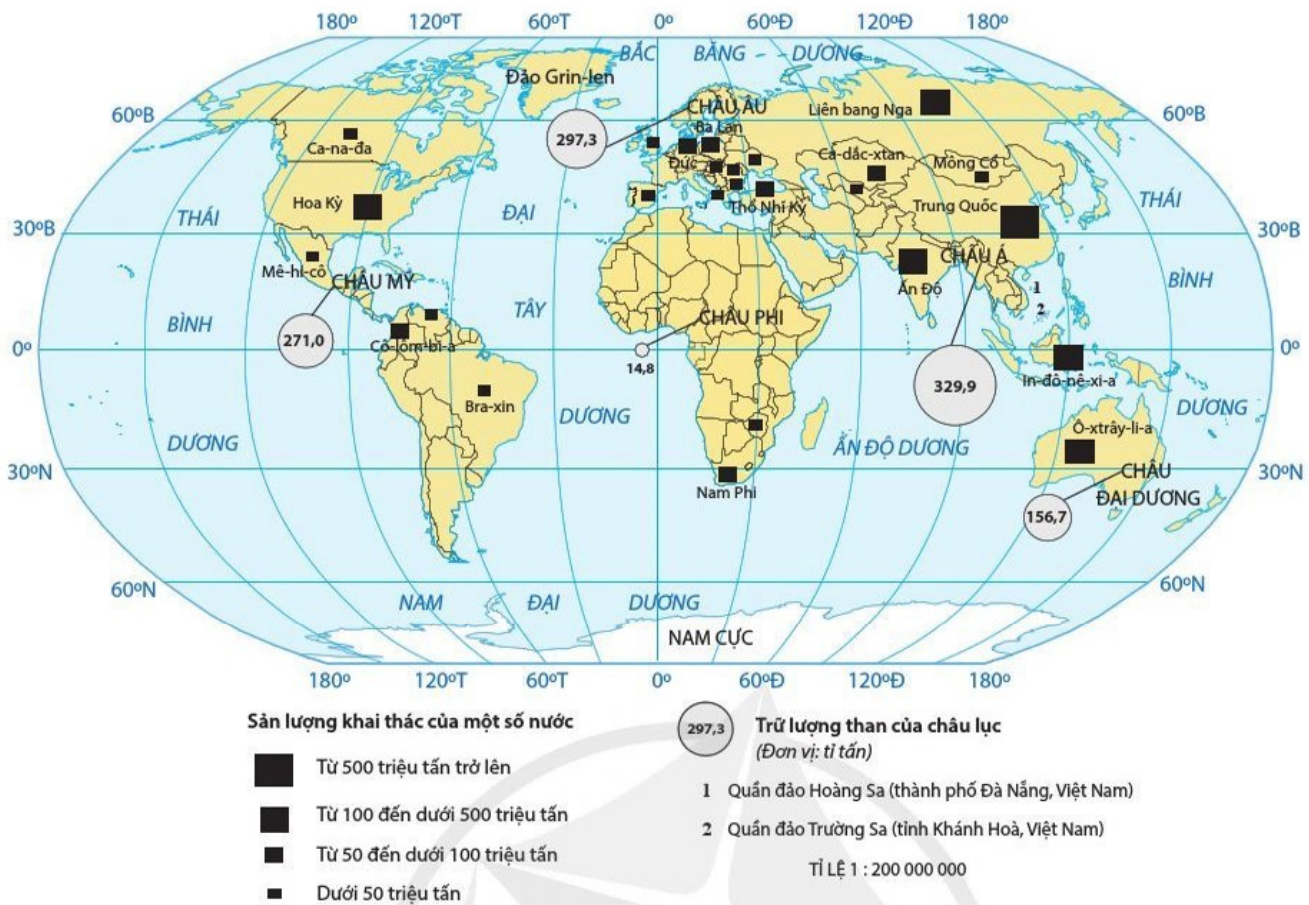 180º 120ºT 60ºT 0º 60ºĐ 120ºĐ 180º
BẮC BĂNG DƯƠNG
Đảo Grin-len
CHÂU ÂU
Liên bang Nga
60ºB 60ºB
297,3
Ba Lan
Ca-na-đa
Đức
Ca-dắc-xtan
Mông Cổ
Hoa Kỳ
THÁI
ĐẠI
Thổ Nhĩ Kỳ
Trung Quốc
THÁI
30ºB 30ºB
Mê-hi-cô
CHÂU MỸ
CHÂU Á
Ấn Độ
BÌNH
TÂY
CHÂU PHI
1
2
BÌNH
271,0
Cô-lôm-bi-a
0º 0º
14,8
329,9
In-đô-nê-xi-a
Bra-xin
DƯƠNG
DƯƠNG
Ô-xtrây-li-a
DƯƠNG
ẤN ĐỘ DƯƠNG
30ºN 30ºN
Nam Phi
CHÂU
ĐẠI DƯƠNG
156,7
60ºN 60ºN
NAM ĐẠI DƯƠNG
NAM CỰC
180º 120ºT 60ºT 0º 60ºĐ 120ºĐ 180º
Sản lượng khai thác của một số nước
Từ 500 triệu tấn trở lên
Từ 100 đến dưới 500 triệu tấn
Từ 50 đến dưới 100 triệu tấn
Dưới 50 triệu tấn
297,3 Trữ lượng than của châu lục
(Đơn vị: tỉ tấn)
1 Quần đảo Hoàng Sa (thành phố Đà Nẵng, Việt Nam)
2 Quần đảo Trường Sa (tỉnh Khánh Hoà, Việt Nam)
TỈ LỆ 1 : 200 000 000